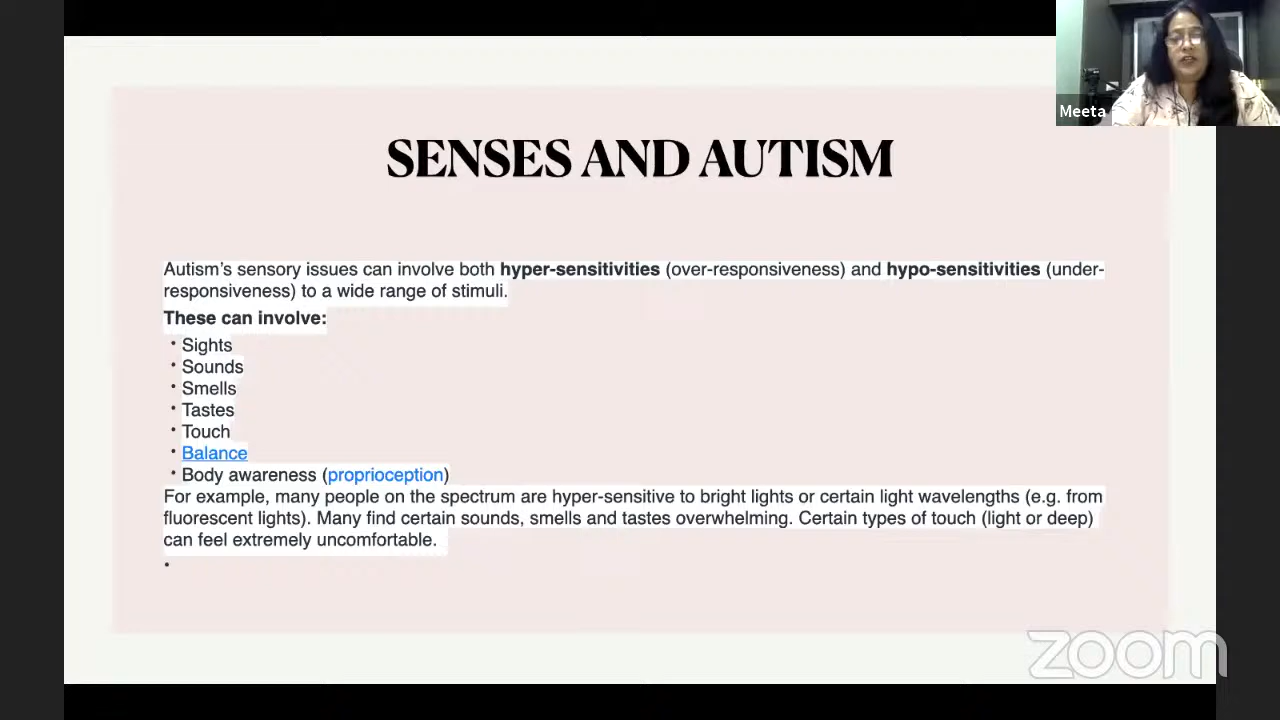 Meeta
SENSES AND AUTISM
Autism's sensory issues can involve both hyper-sensitivities (over-responsiveness) and hypo-sensitivities (under-
responsiveness) to a wide range of stimuli.
These can involve:
• Sights
• Sounds
• Smells
• Tastes
• Touch
• Balance
• Body awareness (proprioception)
For example, many people on the spectrum are hyper-sensitive to bright lights or certain light wavelengths (e.g. from
fluorescent lights). Many find certain sounds, smells and tastes overwhelming. Certain types of touch (light or deep)
can feel extremely uncomfortable.
•
zoom